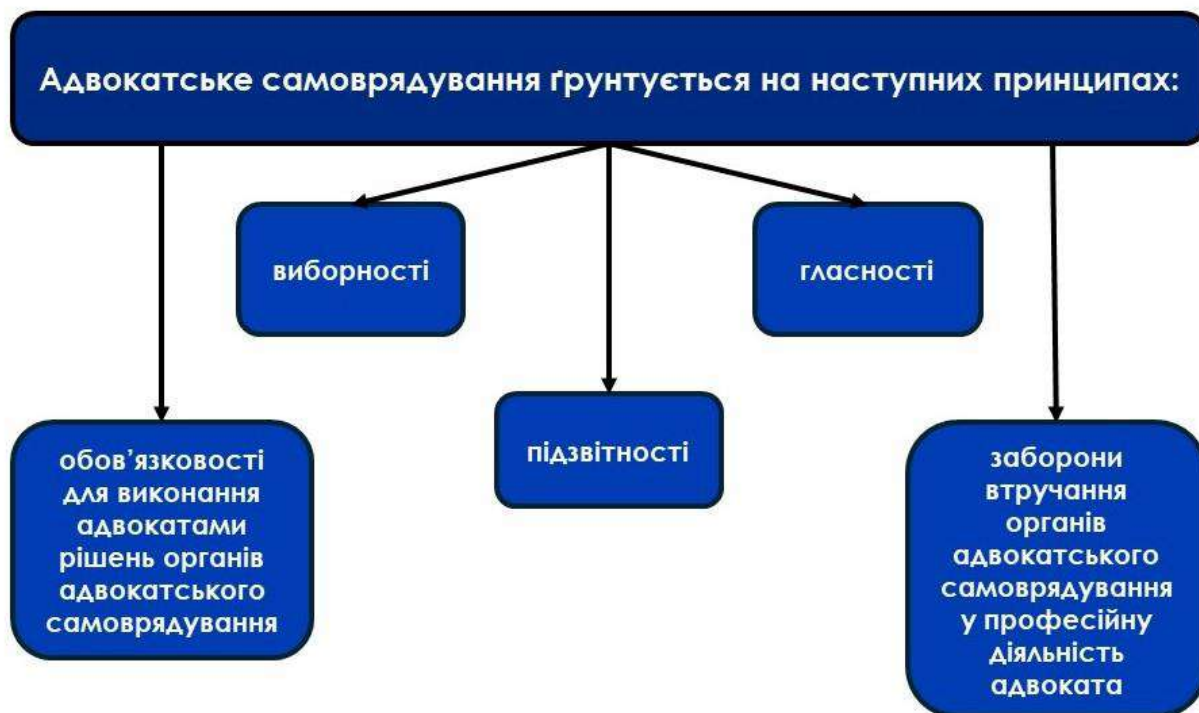 Адвокатське самоврядування ґрунтується на наступних принципах:
виборності
гласності
підзвітності
обов’язковості
для виконання
адвокатами
рішень органів
адвокатського
самоврядування
заборони
втручання
органів
адвокатського
самоврядування
у професійну
діяльність
адвоката